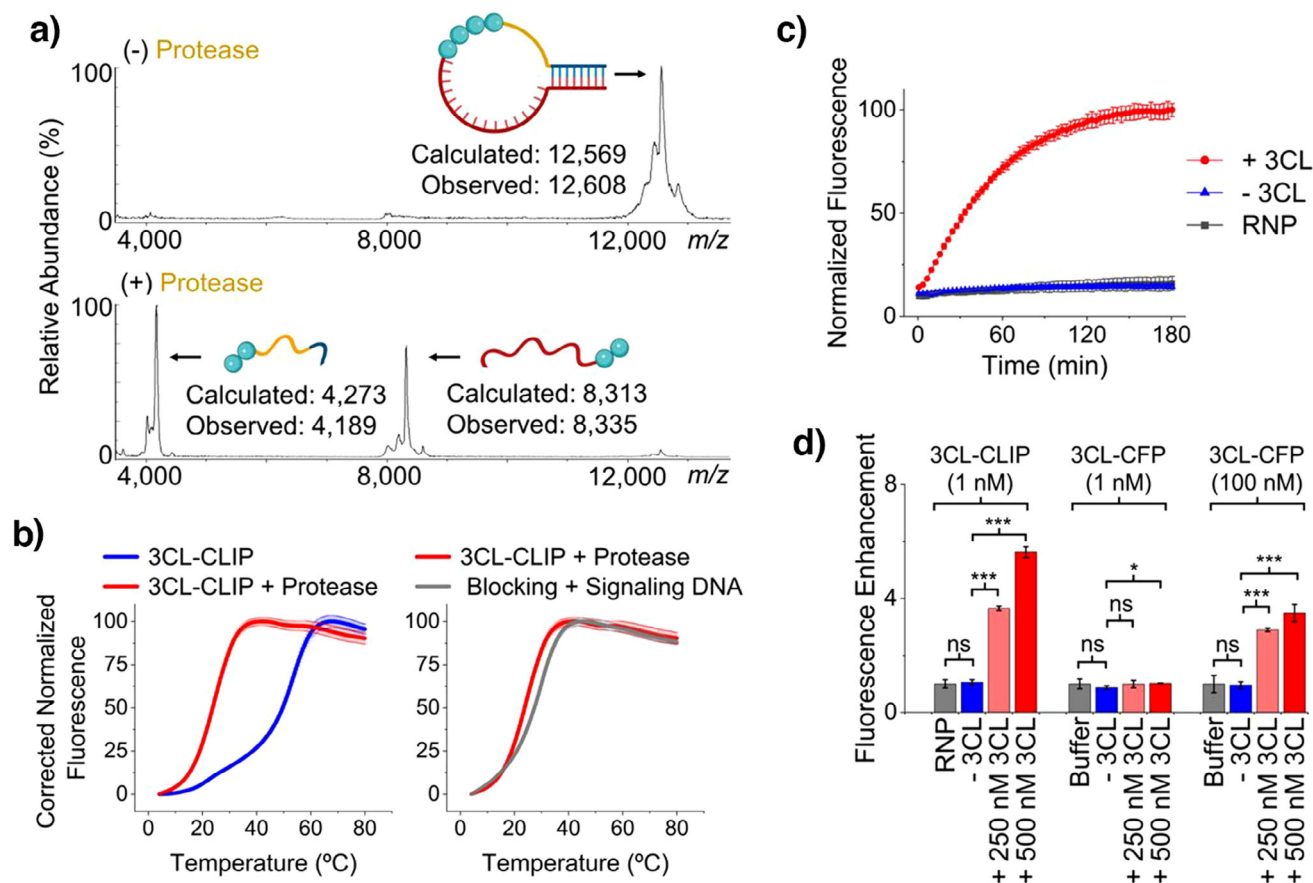 a)
(-) Protease
Relative Abundance (%)
100
0
Calculated: 12,569
Observed: 12,608
4,000 8,000 12,000 m/z
(+) Protease
100
0
Calculated: 4,273
Observed: 4,189
Calculated: 8,313
Observed: 8,335
4,000 8,000 12,000 m/z
b)
3CL-CLIP
3CL-CLIP + Protease
3CL-CLIP + Protease
Blocking + Signaling DNA
Corrected Normalized
Fluorescence
100
75
50
25
0
0 20 40 60 80
Temperature (ºC)
100
75
50
25
0
0 20 40 60 80
Temperature (ºC)
c)
Normalized Fluorescence
100
50
0
0 60 120 180
Time (min)
+ 3CL
- 3CL
RNP
d)
Fluorescence Enhancement
8
4
0
3CL-CLIP
(1 nM)
3CL-CFP
(1 nM)
3CL-CFP
(100 nM)
***
***
ns
*
ns
ns
***
***
ns
RNP
- 3CL
+ 250 nM 3CL
+ 500 nM 3CL
Buffer
- 3CL
+ 250 nM 3CL
+ 500 nM 3CL
Buffer
- 3CL
+ 250 nM 3CL
+ 500 nM 3CL